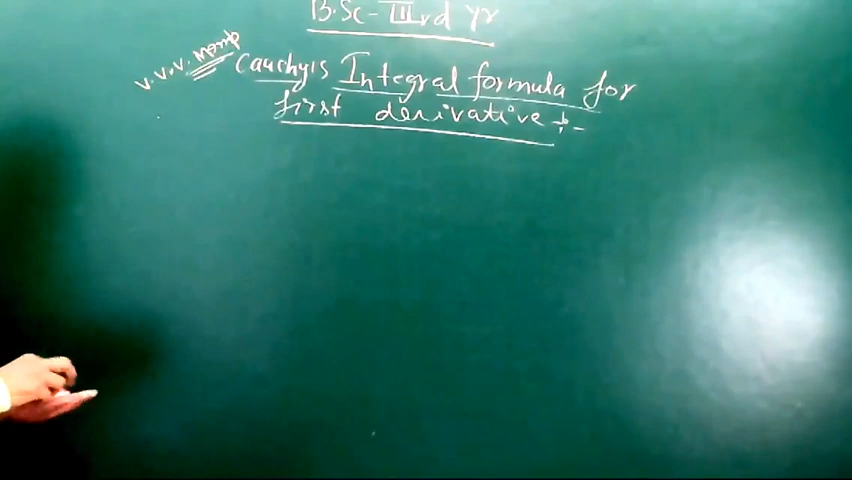 B.Sc - IIIrd yr
V.V.V. Imp
Cauchy's Integral formula for
first derivative :-